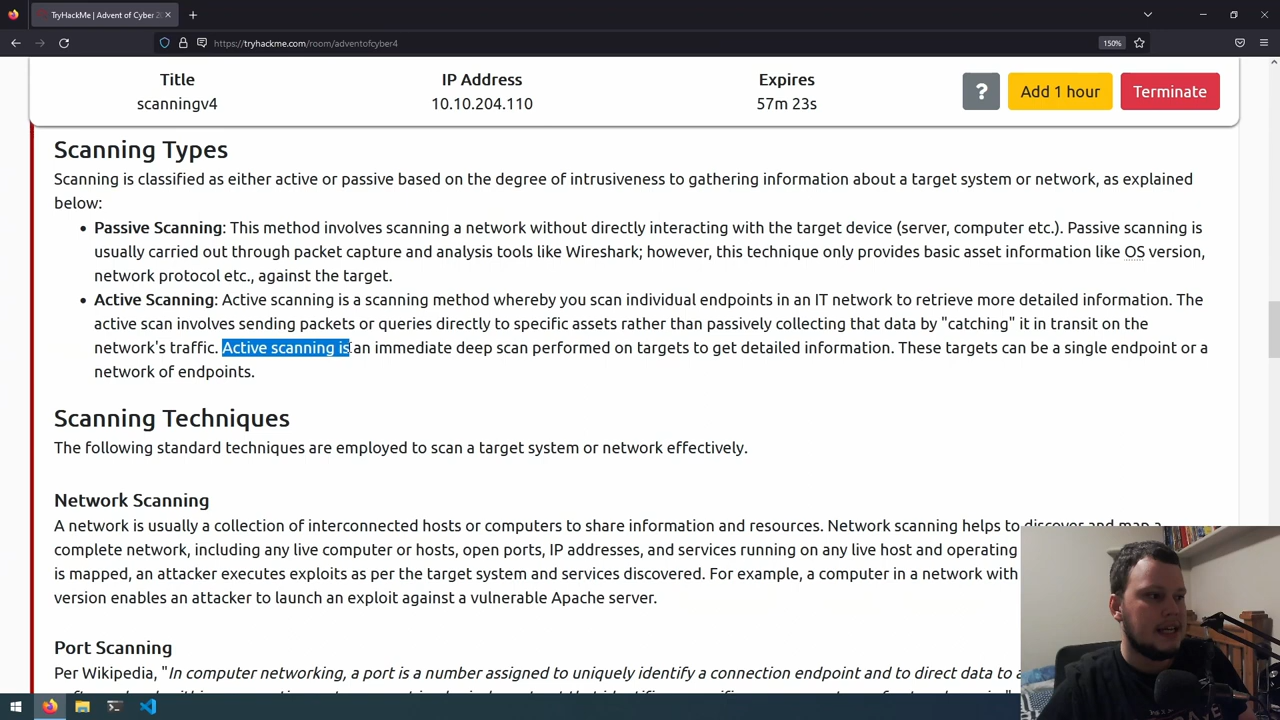 TryHackMe | Advent of Cyber 20
https://tryhackme.com/room/adventofcyber4
150%
Title
IP Address
Expires
scanningv4
10.10.204.110
57m 23s
?
Add 1 hour
Terminate
Scanning Types
Scanning is classified as either active or passive based on the degree of intrusiveness to gathering information about a target system or network, as explained
below:
• Passive Scanning: This method involves scanning a network without directly interacting with the target device (server, computer etc.). Passive scanning is
usually carried out through packet capture and analysis tools like Wireshark; however, this technique only provides basic asset information like OS version,
network protocol etc., against the target.
• Active Scanning: Active scanning is a scanning method whereby you scan individual endpoints in an IT network to retrieve more detailed information. The
active scan involves sending packets or queries directly to specific assets rather than passively collecting that data by "catching" it in transit on the
network's traffic. Active scanning is an immediate deep scan performed on targets to get detailed information. These targets can be a single endpoint or a
network of endpoints.
Scanning Techniques
The following standard techniques are employed to scan a target system or network effectively.
Network Scanning
A network is usually a collection of interconnected hosts or computers to share information and resources. Network scanning helps to discover and map a
complete network, including any live computer or hosts, open ports, IP addresses, and services running on any live host and operating
is mapped, an attacker executes exploits as per the target system and services discovered. For example, a computer in a network with
version enables an attacker to launch an exploit against a vulnerable Apache server.
Port Scanning
Per Wikipedia, "In computer networking, a port is a number assigned to uniquely identify a connection endpoint and to direct data to a